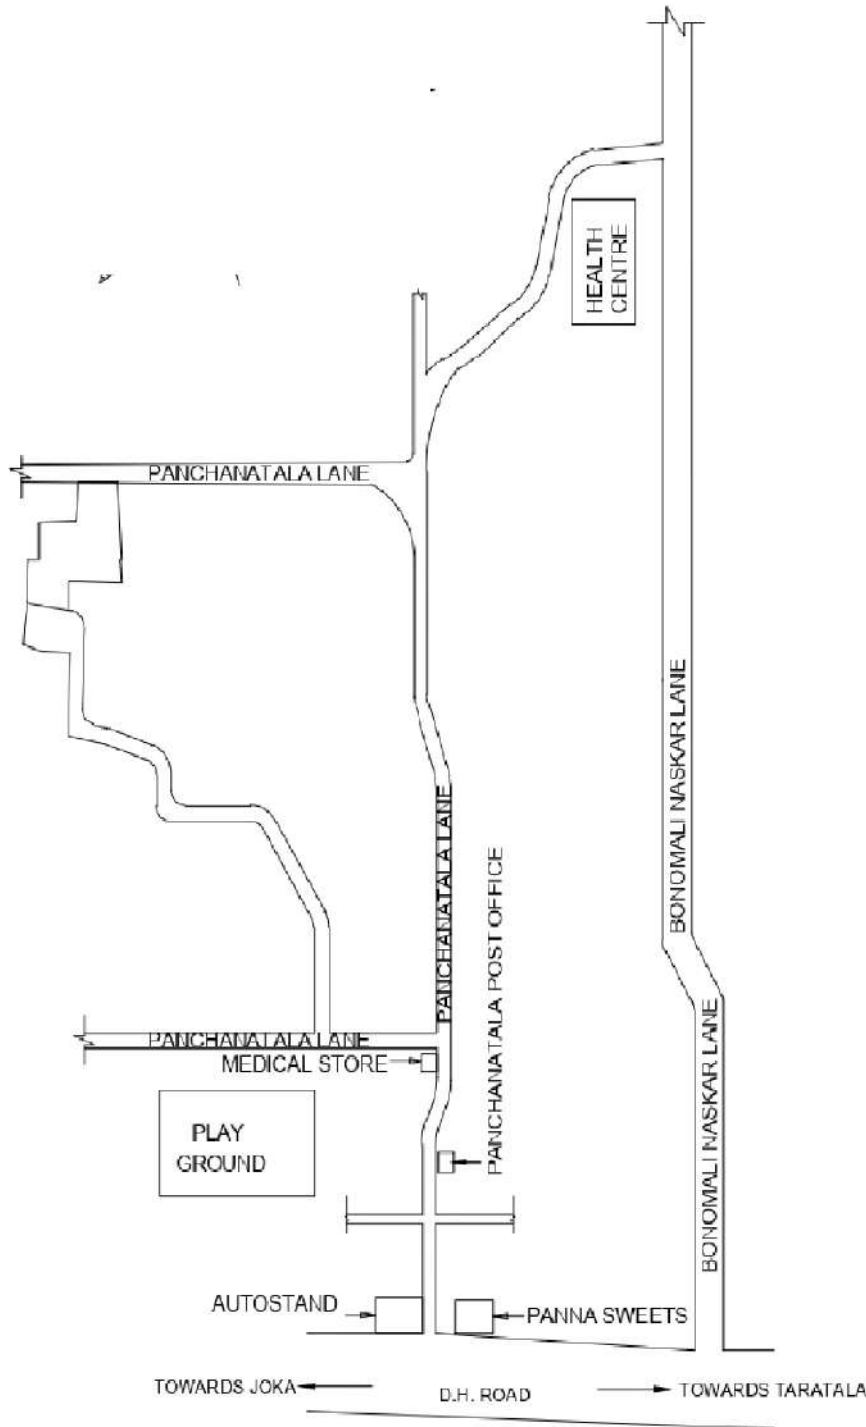 HEALTH
CENTRE
PANCHANATALA LANE
BONOMALI NASKAR LANE
PANCHANATALA LANE
PANCHANATALA POST OFFICE
PANCHANATALA LANE
MEDICAL STORE
BONOMALI NASKAR LANE
PLAY
GROUND
AUTOSTAND
PANNA SWEETS
TOWARDS JOKA
D.H. ROAD
TOWARDS TARATALA